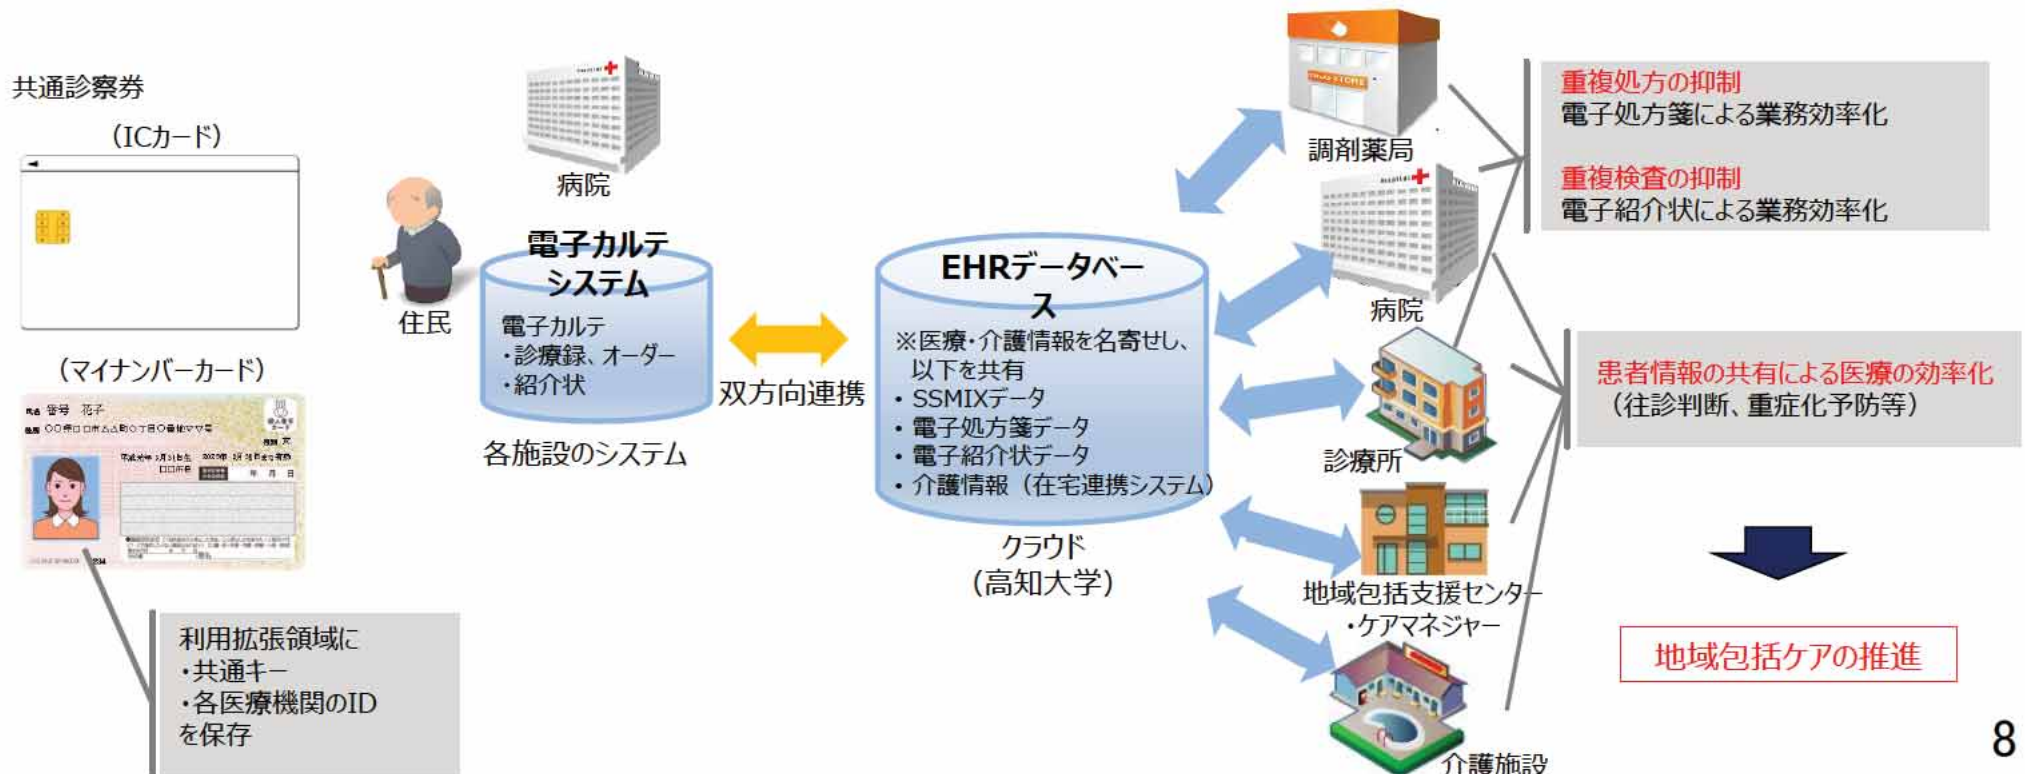 共通診察券
（ICカード）
（マイナンバーカード）
氏名 番号 花子
利用拡張領域に
・共通キー
・各医療機関のID
を保存
住民
病院
電子カルテ
システム
電子カルテ
・診療録、オーダー
・紹介状
各施設のシステム
双方向連携
EHRデータベー
ス
※医療・介護情報を名寄せし、
以下を共有
・SSMIXデータ
・電子処方箋データ
・電子紹介状データ
・介護情報（在宅連携システム）
クラウド
（高知大学）
調剤薬局
病院
診療所
地域包括支援センター
・ケアマネジャー
介護施設
重複処方の抑制
電子処方箋による業務効率化
重複検査の抑制
電子紹介状による業務効率化
患者情報の共有による医療の効率化
（往診判断、重症化予防等）
地域包括ケアの推進
8